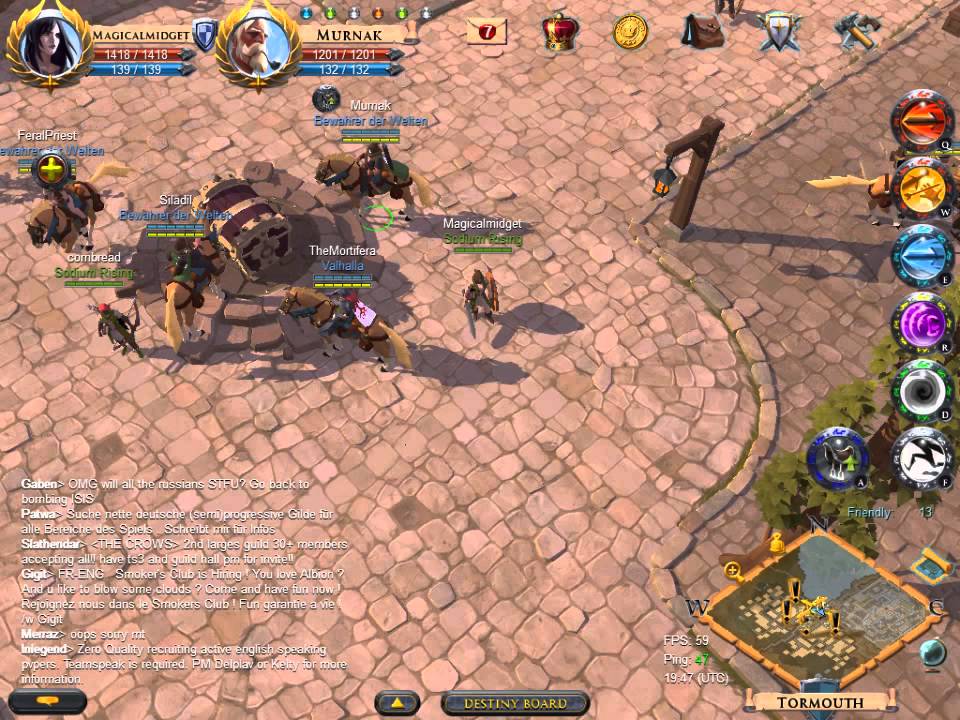 MAGICALMIDGET
1418 / 1418
139 / 139
MURNAK
1201 / 1201
132 / 132
7
Murnak
Bewahrer der Welten
FeralPriest
ewahrer der Welten
Siladil
Bewahrer der Welten
cornbread
Sodium Rising
TheMortifera
Valhalla
Magicalmidget
Sodium Rising
Q
W
E
R
D
A
F
Gaben> OMG will all the russians STFU? Go back to
bombing ISIS
Patwa> Suche nette deutsche (semi)progressive Gilde für
alle Bereiche des Spiels . Schreibt mir für Infos
Slathendar> <THE CROWS> 2nd larges guild 30+ members
accepting all!! have ts3 and guild hall pm for invite!!
Gigit> FR-ENG . Smoker's Club is Hiring ! You love Albion ?
And u like to blow some clouds ? Come and have fun now !
Rejoignez nous dans le Smokers Club ! Fun garantie a vie !
/w Gigit
Merraz> oops sorry mt
Inlegend> Zero Quality recruiting active english speaking
pvpers. Teamspeak is required. PM Delplav or Kelty for more
information.
Friendly: 13
N
W
E
FPS: 59
Ping: 47
19:47 (UTC)
DESTINY BOARD
TORMOUTH